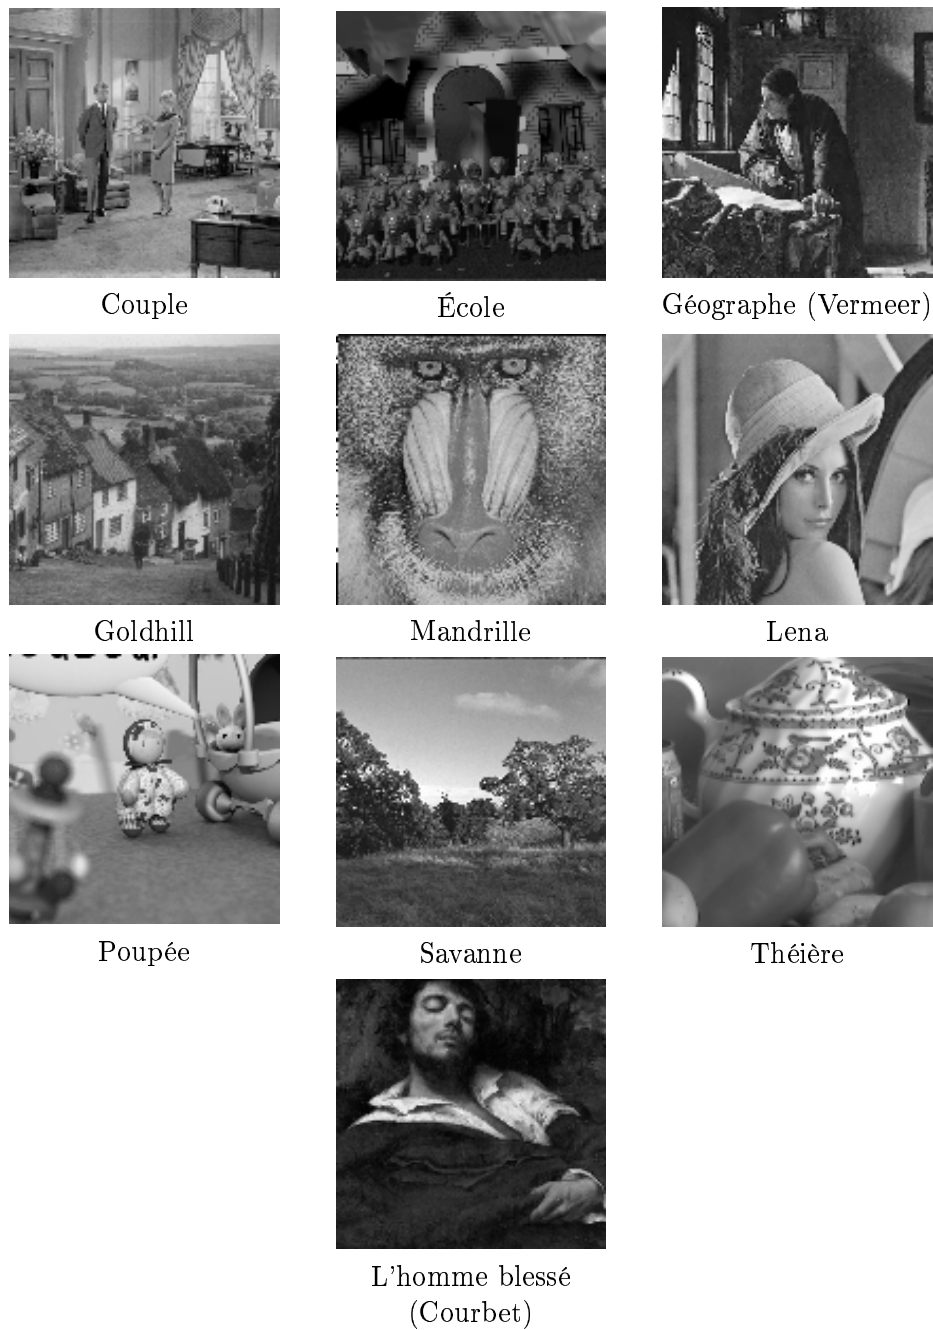 Couple
École
Géographe (Vermeer)
Goldhill
Mandrille
Lena
Poupée
Savanne
Théière
L'homme blessé
(Courbet)